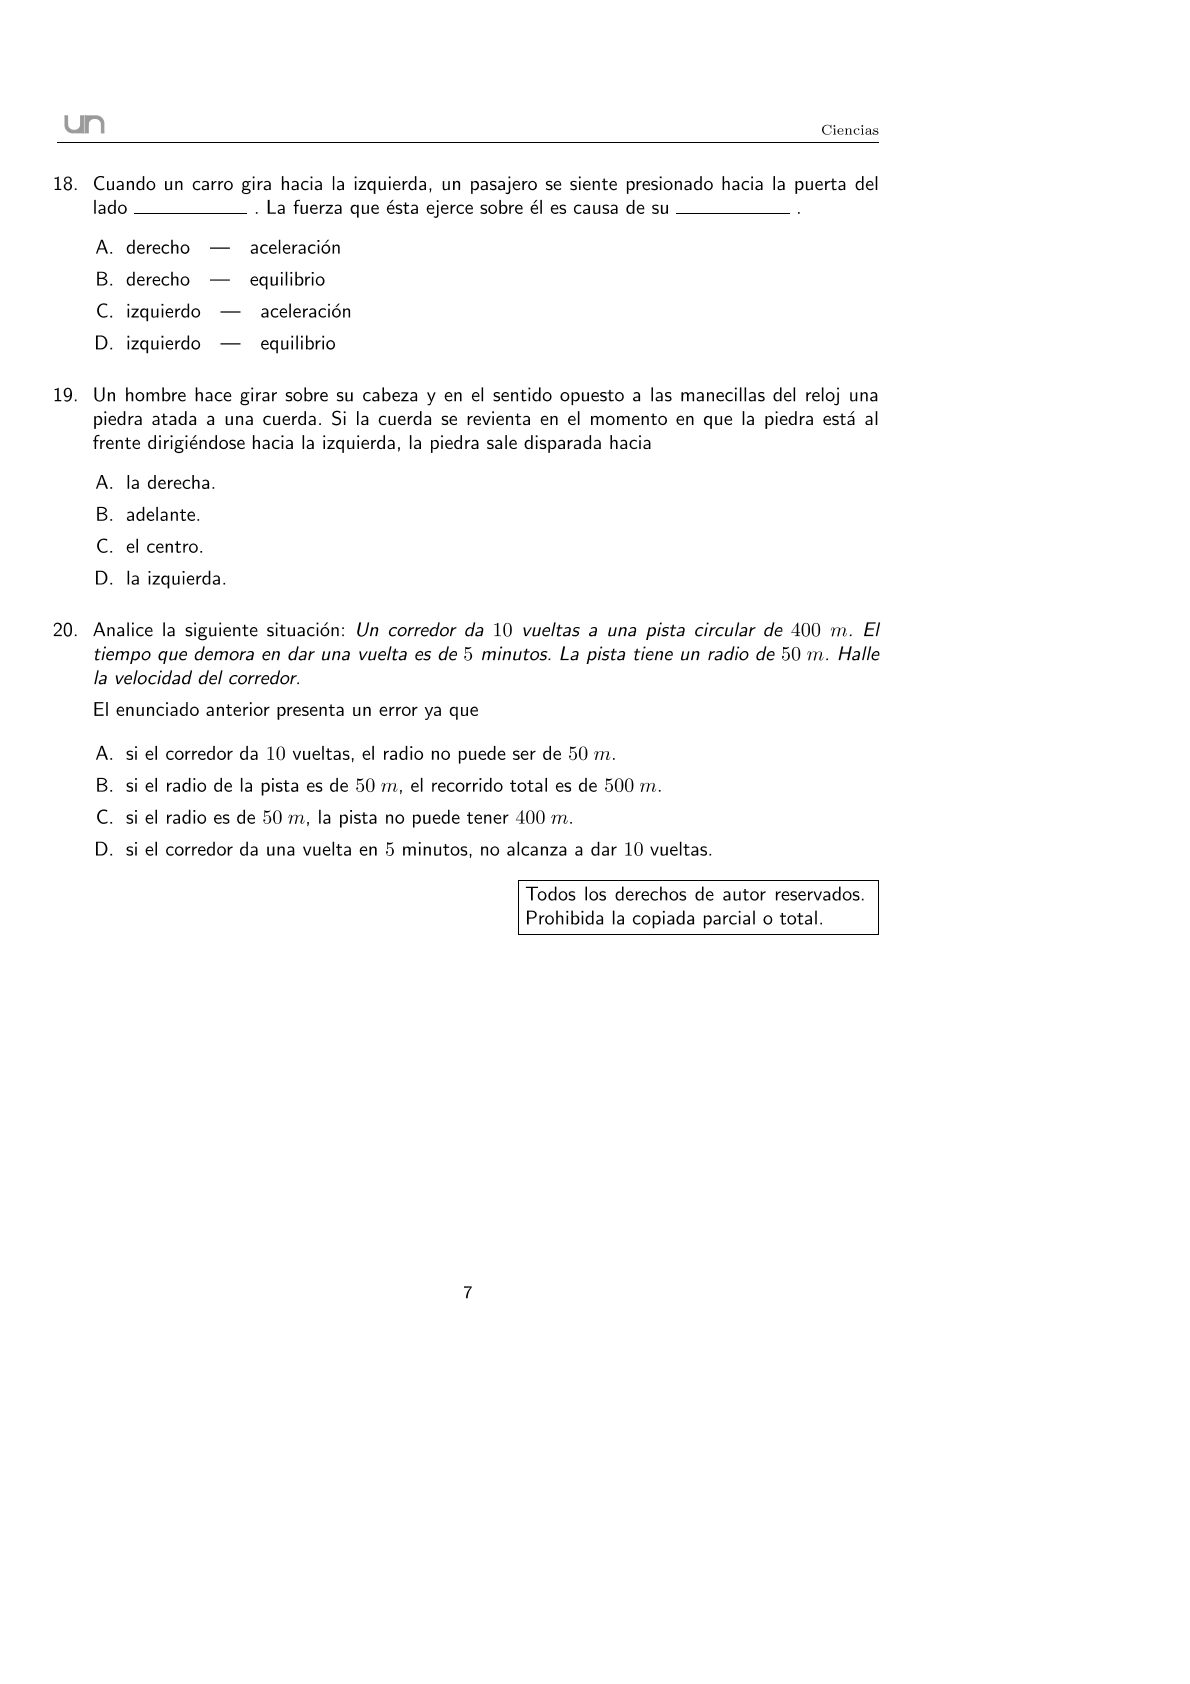 un
Ciencias
18. Cuando un carro gira hacia la izquierda, un pasajero se siente presionado hacia la puerta del
lado ___________ . La fuerza que ésta ejerce sobre él es causa de su ___________ .
A. derecho — aceleración
B. derecho — equilibrio
C. izquierdo — aceleración
D. izquierdo — equilibrio
19. Un hombre hace girar sobre su cabeza y en el sentido opuesto a las manecillas del reloj una
piedra atada a una cuerda. Si la cuerda se revienta en el momento en que la piedra está al
frente dirigiéndose hacia la izquierda, la piedra sale disparada hacia
A. la derecha.
B. adelante.
C. el centro.
D. la izquierda.
20. Analice la siguiente situación: Un corredor da 10 vueltas a una pista circular de 400 m. El
tiempo que demora en dar una vuelta es de 5 minutos. La pista tiene un radio de 50 m. Halle
la velocidad del corredor.
El enunciado anterior presenta un error ya que
A. si el corredor da 10 vueltas, el radio no puede ser de 50 m.
B. si el radio de la pista es de 50 m, el recorrido total es de 500 m.
C. si el radio es de 50 m, la pista no puede tener 400 m.
D. si el corredor da una vuelta en 5 minutos, no alcanza a dar 10 vueltas.
Todos los derechos de autor reservados.
Prohibida la copiada parcial o total.
7